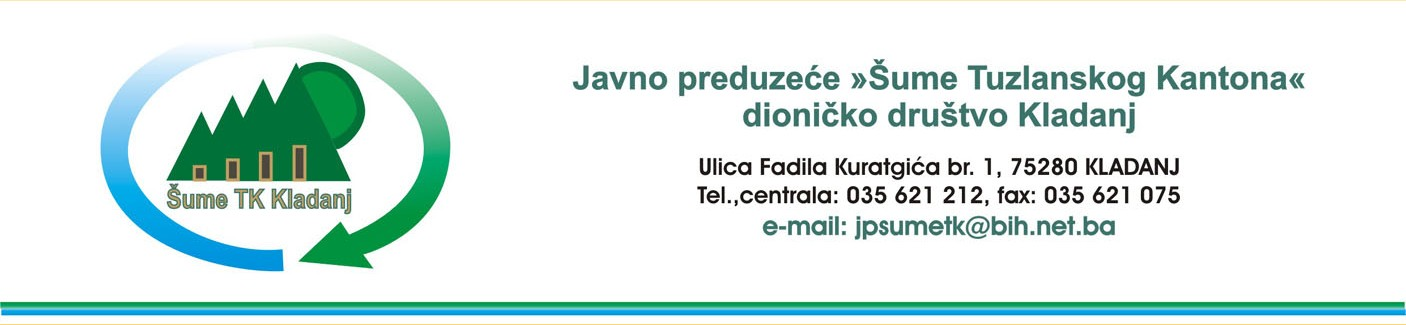 Javno preduzeće »Šume Tuzlanskog Kantona«
dioničko društvo Kladanj
Ulica Fadila Kuratgića br. 1, 75280 KLADANJ
Tel.,centrala: 035 621 212, fax: 035 621 075
e-mail: jpsumetk@bih.net.ba
Šume TK Kladanj